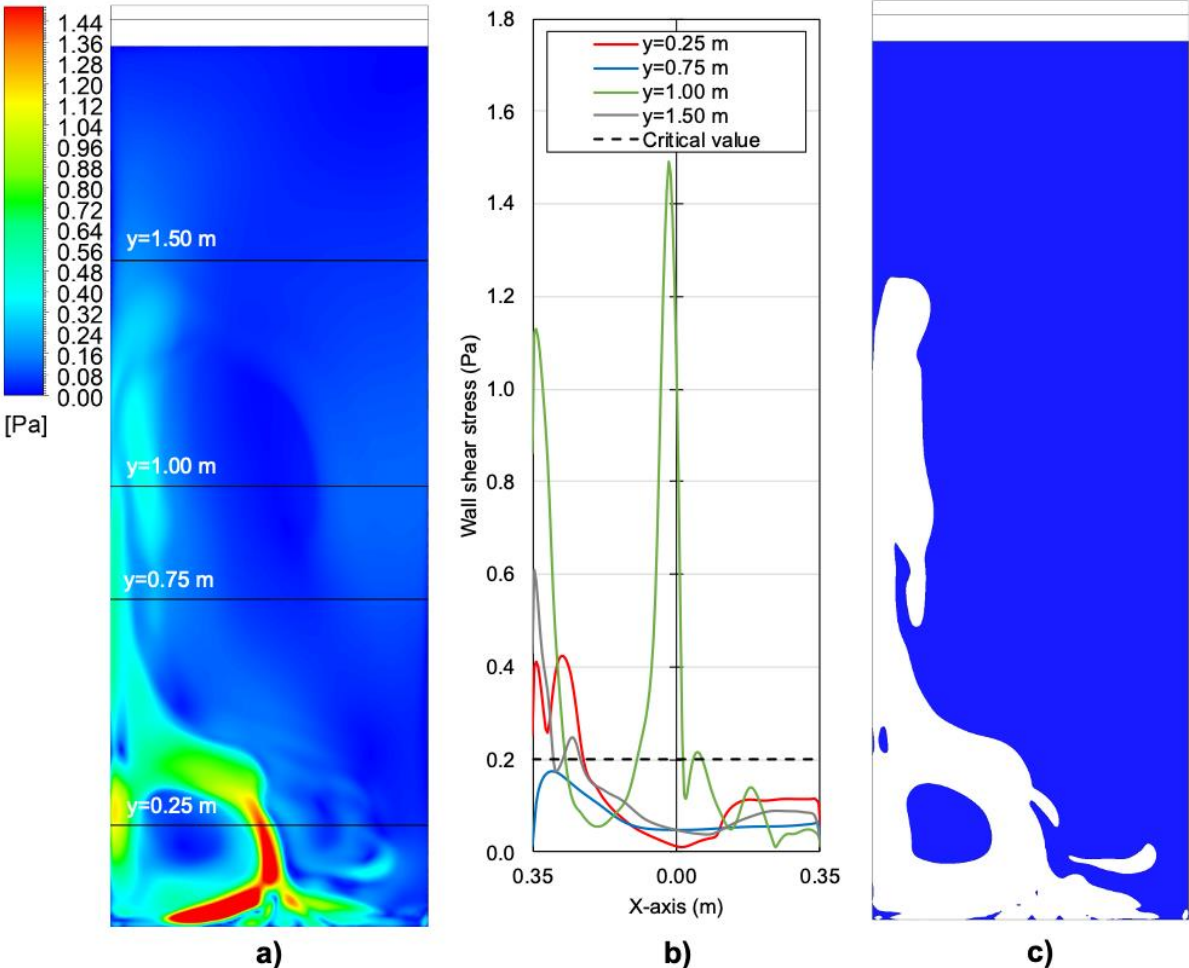 1.44
1.36
1.28
1.20
1.12
1.04
0.96
0.88
0.80
0.72
0.64
0.56
0.48
0.40
0.32
0.24
0.16
0.08
0.00
[Pa]
y=1.50 m
y=1.00 m
y=0.75 m
y=0.25 m
a)
y=0.25 m
y=0.75 m
y=1.00 m
y=1.50 m
Critical value
Wall shear stress (Pa)
1.8
1.6
1.4
1.2
1.0
0.8
0.6
0.4
0.2
0.0
0.35 0.00 0.35
X-axis (m)
b)
c)